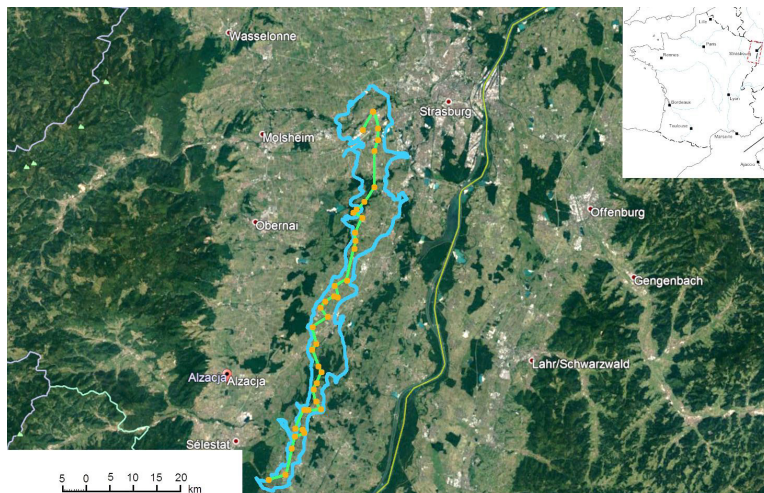 Wasselonne
Strasburg
Molsheim
Obernai
Offenburg
Gengenbach
Lahr/Schwarzwald
Alzacja
Alzacja
Sélestat
5 0 5 10 15 20
km
Lille
Paris
Strasbourg
Rennes
Lyon
Bordeaux
Toulouse
Marseille
Ajaccio